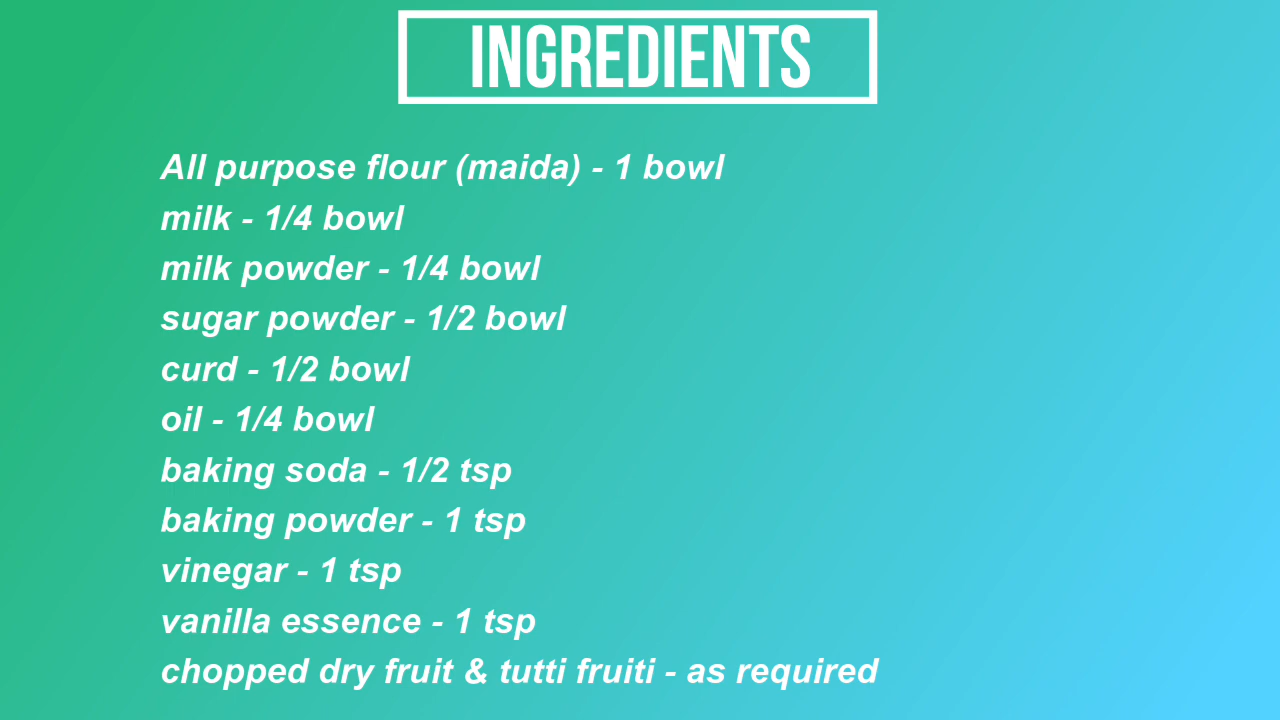 INGREDIENTS
All purpose flour (maida) - 1 bowl
milk - 1/4 bowl
milk powder - 1/4 bowl
sugar powder - 1/2 bowl
curd - 1/2 bowl
oil - 1/4 bowl
baking soda - 1/2 tsp
baking powder - 1 tsp
vinegar - 1 tsp
vanilla essence - 1 tsp
chopped dry fruit & tutti fruiti - as required